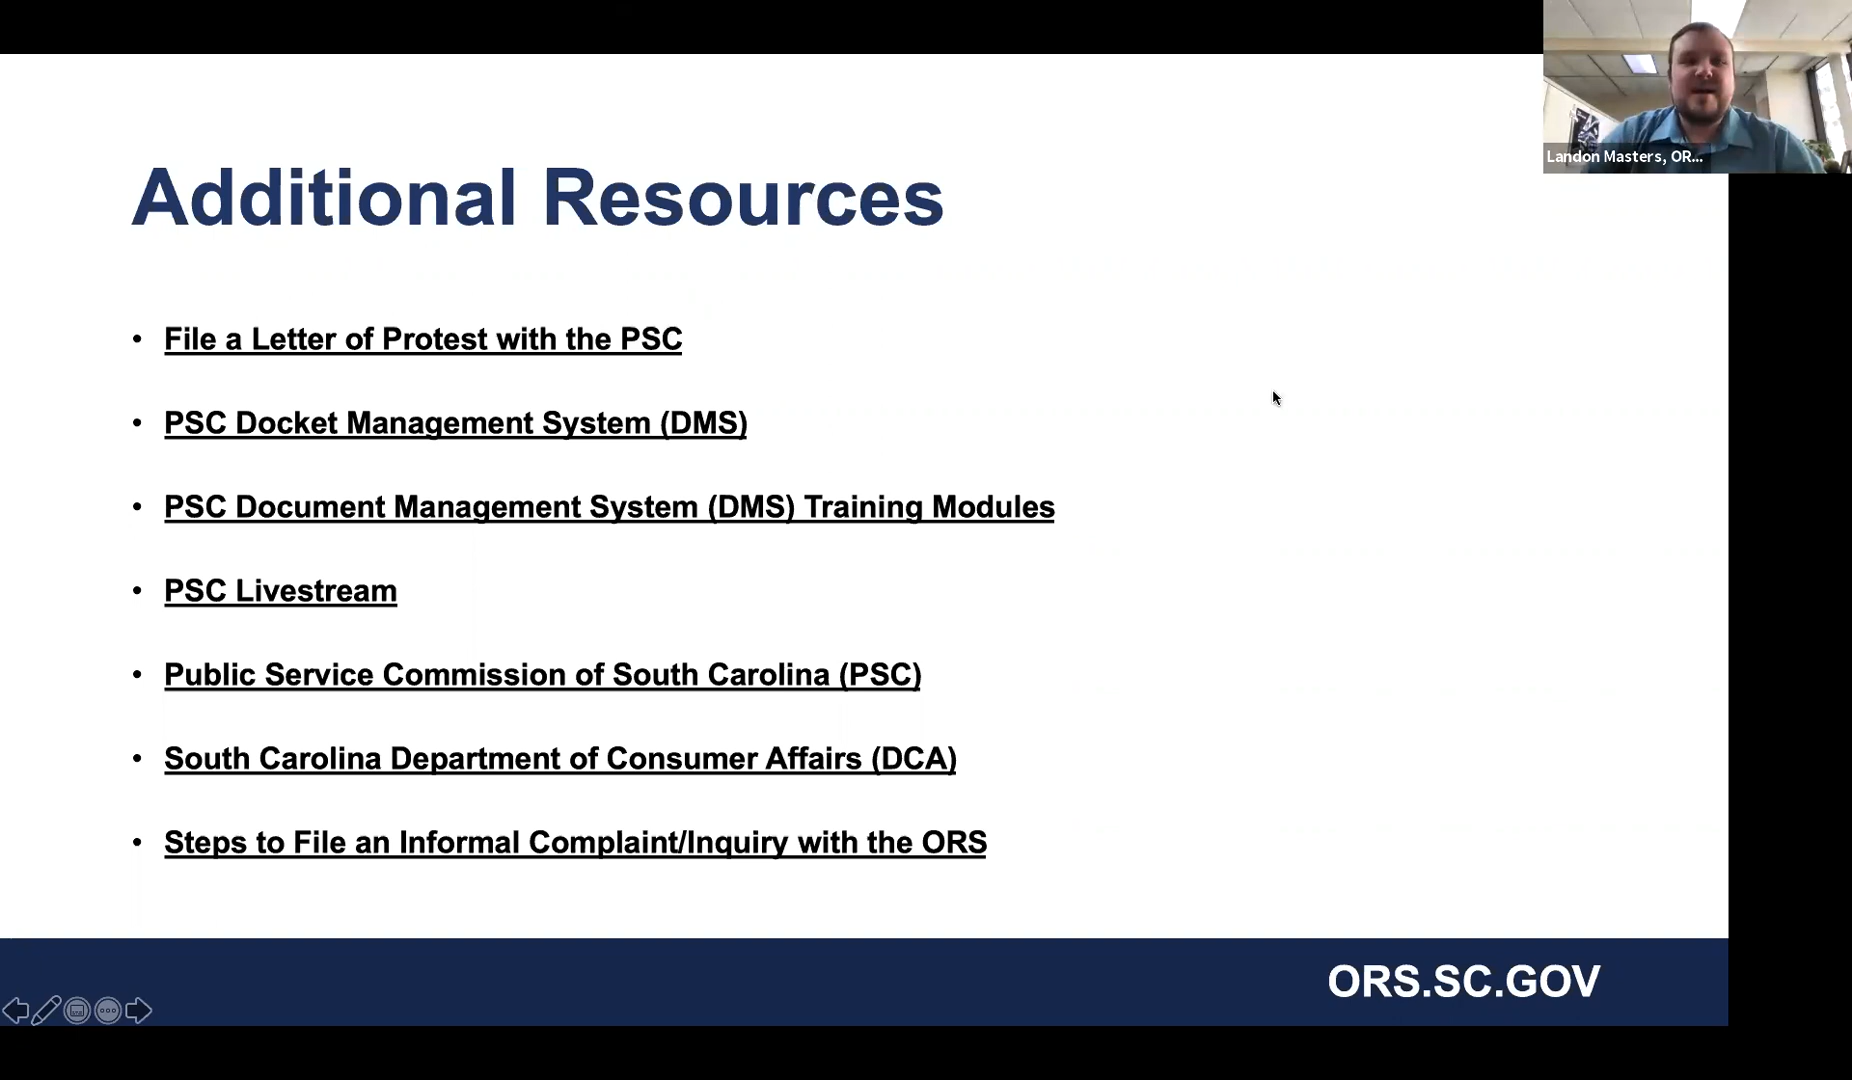 Landon Masters, OR...
Additional Resources
• File a Letter of Protest with the PSC
• PSC Docket Management System (DMS)
• PSC Document Management System (DMS) Training Modules
• PSC Livestream
• Public Service Commission of South Carolina (PSC)
• South Carolina Department of Consumer Affairs (DCA)
• Steps to File an Informal Complaint/Inquiry with the ORS
ORS.SC.GOV